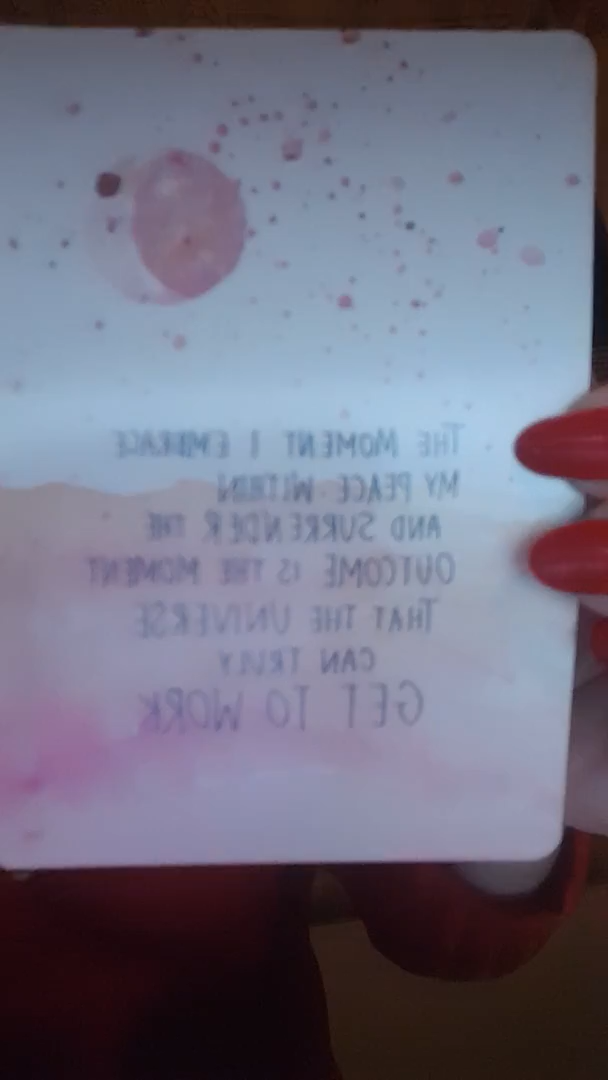 THE MOMENT I EMBRACE
MY PEACE WITHIN
AND SURRENDER THE
OUTCOME IS THE MOMENT
THAT THE UNIVERSE
CAN TRULY
GET TO WORK